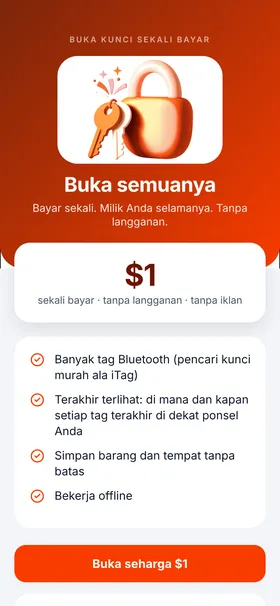 BUKA KUNCI SEKALI BAYAR
Buka semuanya
Bayar sekali. Milik Anda selamanya. Tanpa
langganan.
$1
sekali bayar · tanpa langganan · tanpa iklan
Banyak tag Bluetooth (pencari kunci
murah ala iTag)
Terakhir terlihat: di mana dan kapan
setiap tag terakhir di dekat ponsel
Anda
Simpan barang dan tempat tanpa
batas
Bekerja offline
Buka seharga $1